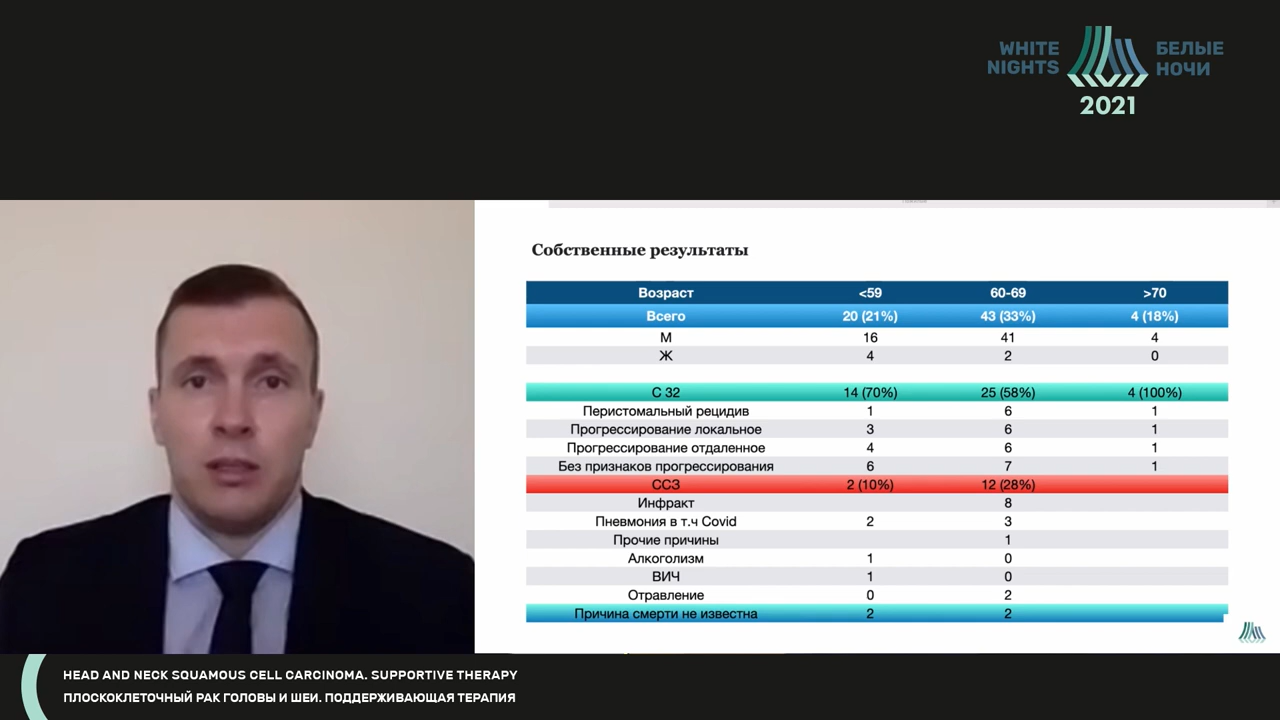 WHITE NIGHTS
БЕЛЫЕ НОЧИ
2021
Собственные результаты
Возраст <59 60-69 >70
Всего 20 (21%) 43 (33%) 4 (18%)
М 16 41 4
Ж 4 2 0
С 32 14 (70%) 25 (58%) 4 (100%)
Перистомальный рецидив 1 6 1
Прогрессирование локальное 3 6 1
Прогрессирование отдаленное 4 6 1
Без признаков прогрессирования 6 7 1
ССЗ 2 (10%) 12 (28%)
Инфракт 8
Пневмония в т.ч Covid 2 3
Прочие причины 1
Алкоголизм 1 0
ВИЧ 1 0
Отравление 0 2
Причина смерти не известна 2 2
HEAD AND NECK SQUAMOUS CELL CARCINOMA. SUPPORTIVE THERAPY
ПЛОСКОКЛЕТОЧНЫЙ РАК ГОЛОВЫ И ШЕИ. ПОДДЕРЖИВАЮЩАЯ ТЕРАПИЯ